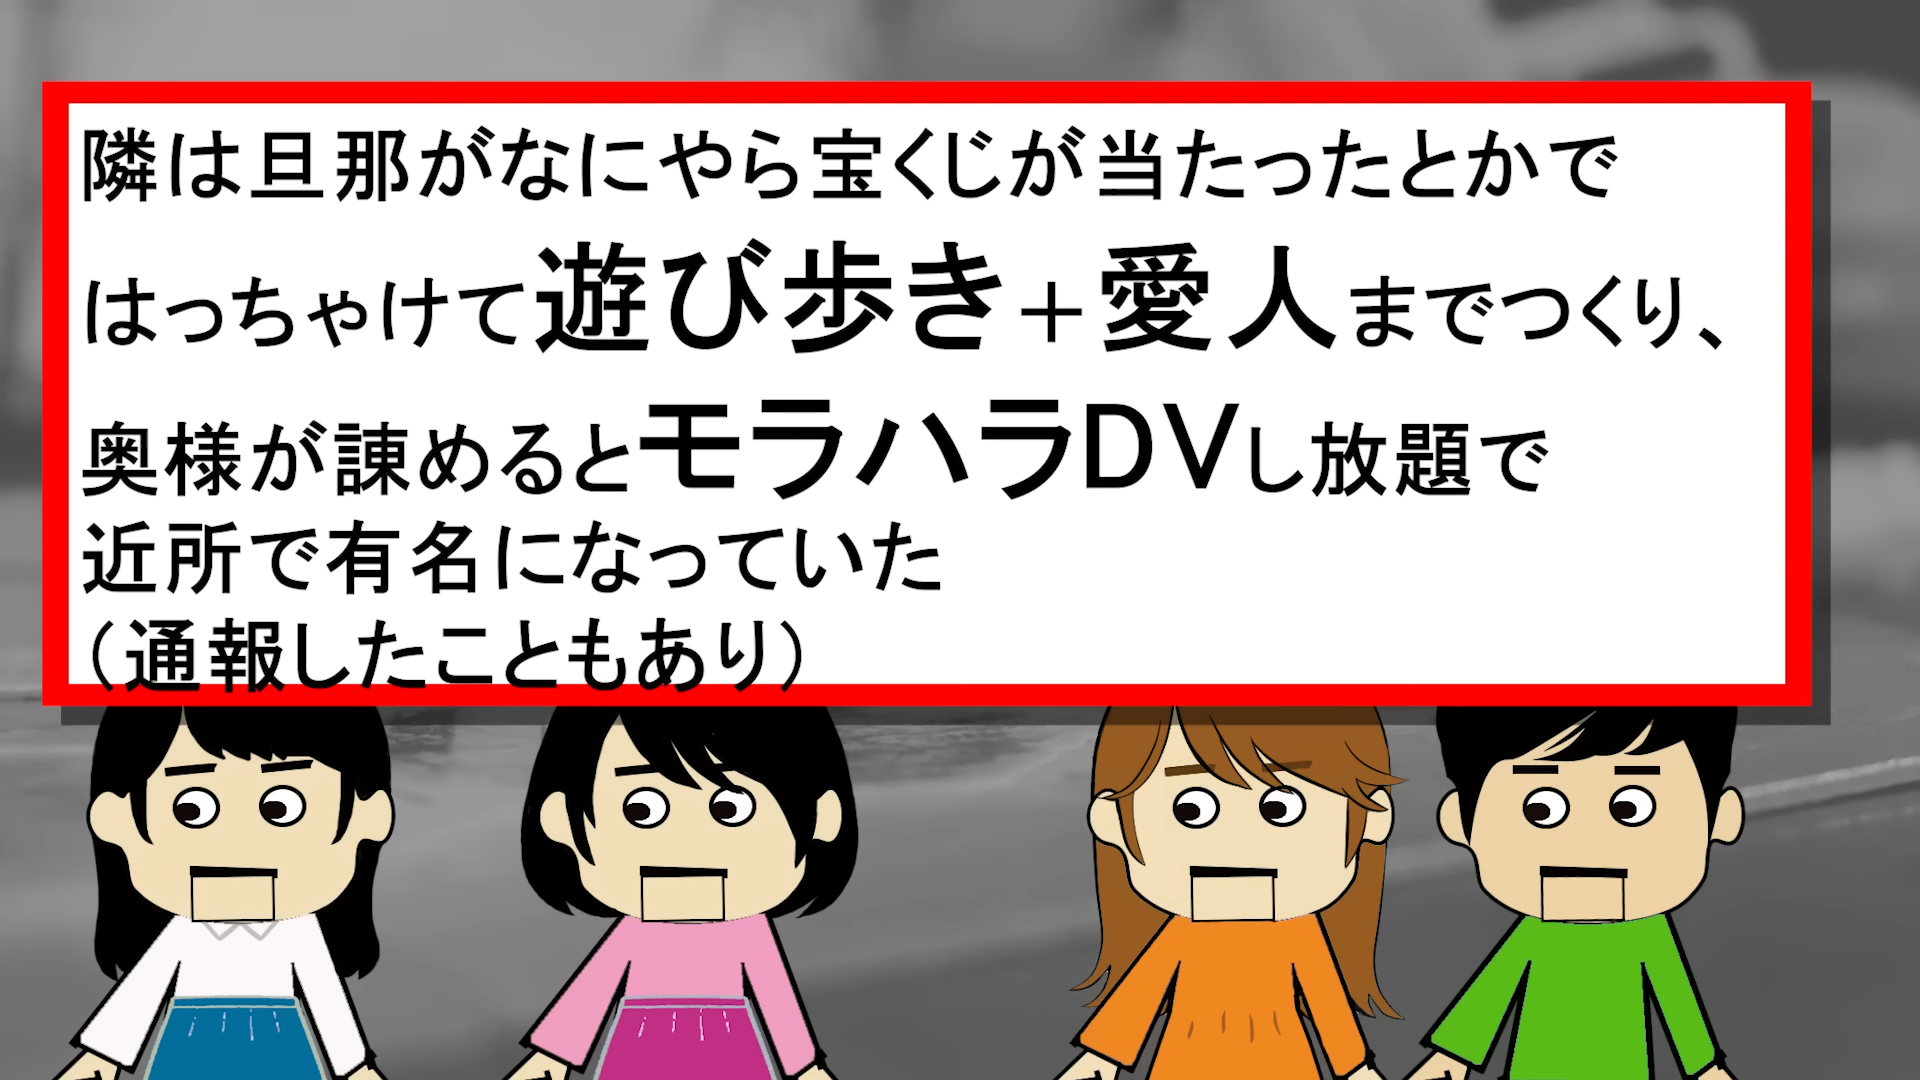 隣は旦那がなにやら宝くじが当たったとかで
はっちゃけて遊び歩き+愛人までつくり、
奥様が諌めるとモラハラDVし放題で
近所で有名になっていた
（通報したこともあり）